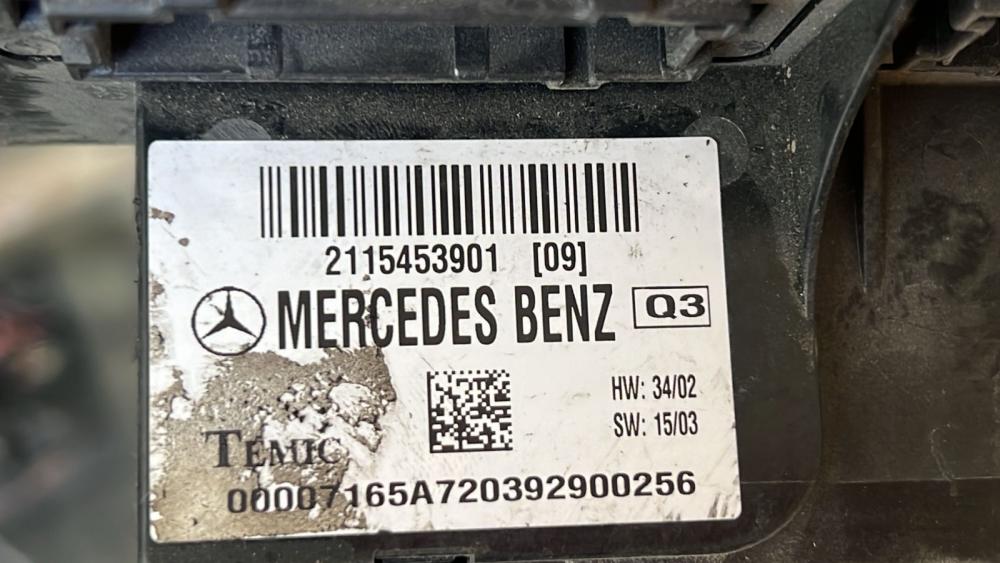 2115453901 [09]
MERCEDES BENZ Q3
HW: 34/02
SW: 15/03
TEMIC
00007165A720392900256